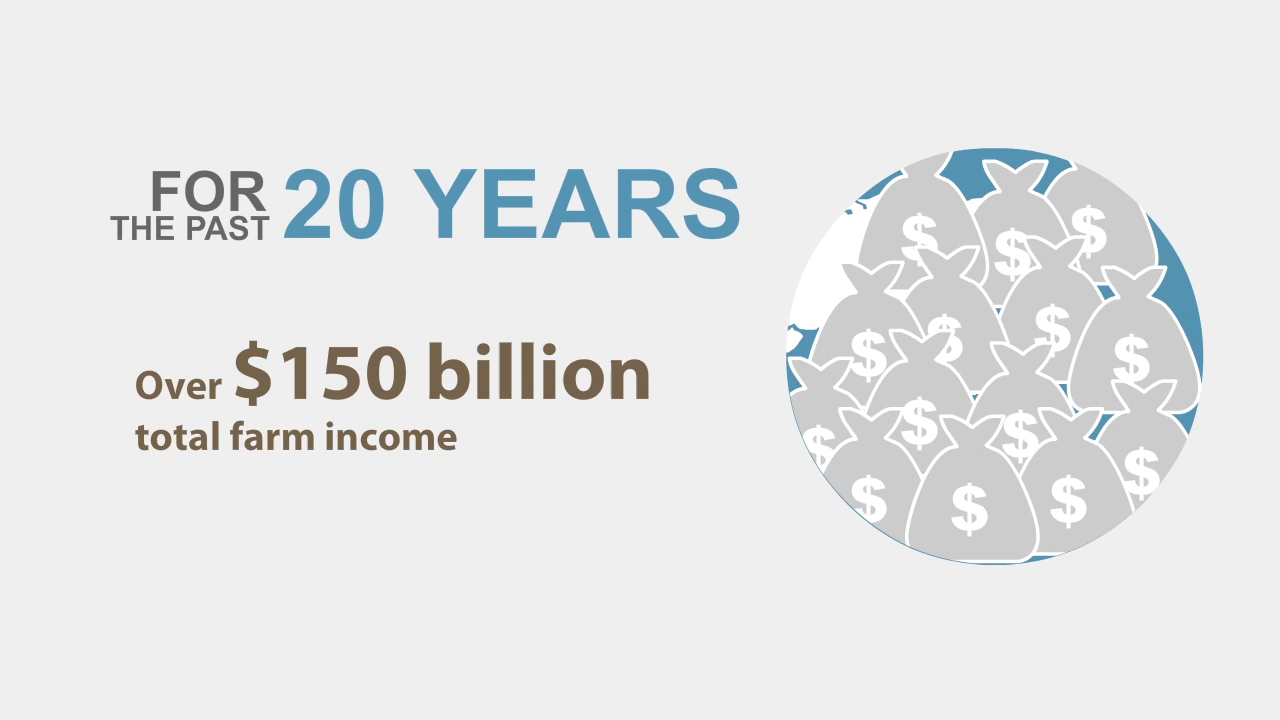 FOR
THE PAST 20 YEARS
Over $150 billion
total farm income
$ $ $
$ $ $ $
$ $ $ $
$ $ $ $